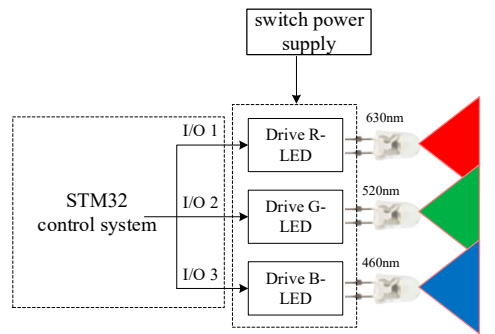 switch power
supply
STM32
control system
I/O 1
I/O 2
I/O 3
Drive R-
LED
Drive G-
LED
Drive B-
LED
630nm
520nm
460nm